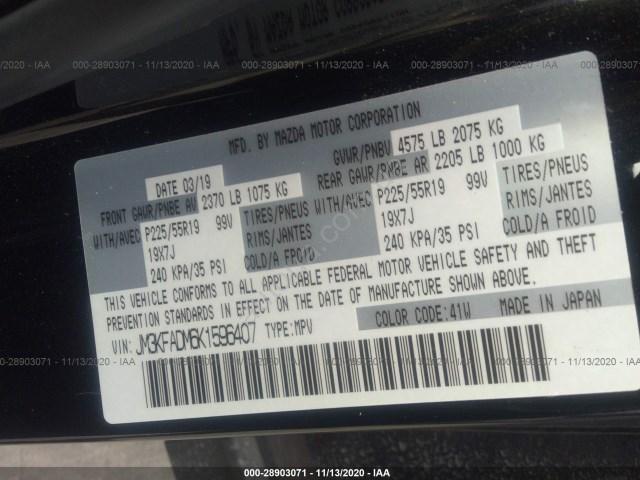 000-28903071 - 11/13/2020 - IAA
MFD. BY MAZDA MOTOR CORPORATION
DATE 03/19
GVWR/PNBV 4575 LB 2075 KG
FRONT GAWR/PNBE AV 2370 LB 1075 KG
REAR GAWR/PNBE AR 2205 LB 1000 KG
WITH/AVEC P225/55R19 99V TIRES/PNEUS
19X7J RIMS/JANTES
240 KPA/35 PSI COLD/A FROID
WITH/AVEC P225/55R19 99V TIRES/PNEUS
19X7J RIMS/JANTES
240 KPA/35 PSI COLD/A FROID
THIS VEHICLE CONFORMS TO ALL APPLICABLE FEDERAL MOTOR VEHICLE SAFETY AND THEFT
PREVENTION STANDARDS IN EFFECT ON THE DATE OF MANUFACTURE SHOWN ABOVE.
COLOR CODE:41W MADE IN JAPAN
VIN: JM3KFADM6K1596407 TYPE:MPV
000-28903071 - 11/13/2020 - IAA